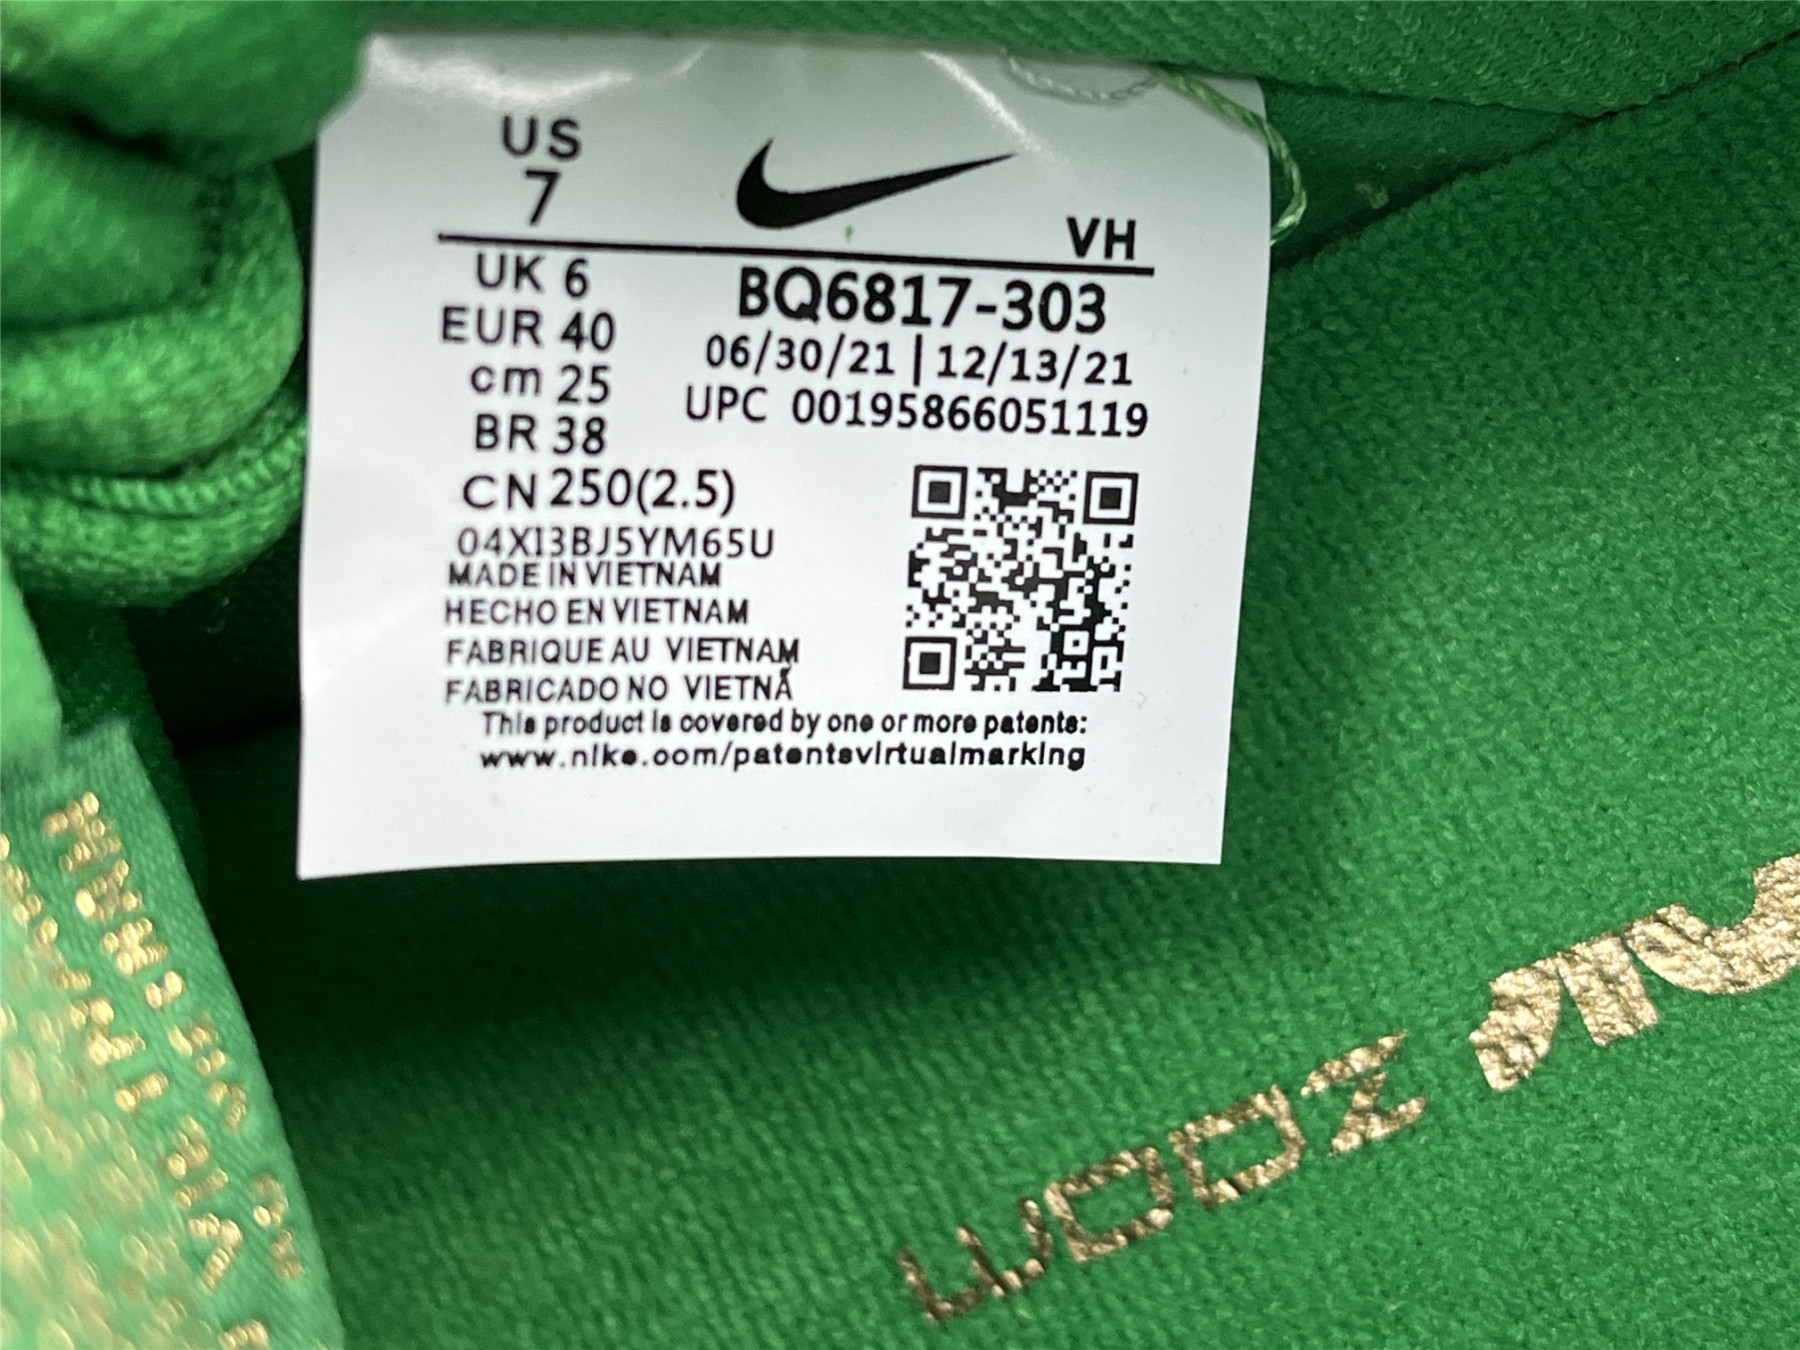 US
7
VH
UK 6
BQ6817-303
EUR 40
06/30/21 | 12/13/21
cm 25
UPC 00195866051119
BR 38
CN 250(2.5)
04XI3BJ5YM65U
MADE IN VIETNAM
HECHO EN VIETNAM
FABRIQUE AU VIETNAM
FABRICADO NO VIETNÃ
This product is covered by one or more patents:
www.nike.com/patentsvirtualmarking
ZOOM